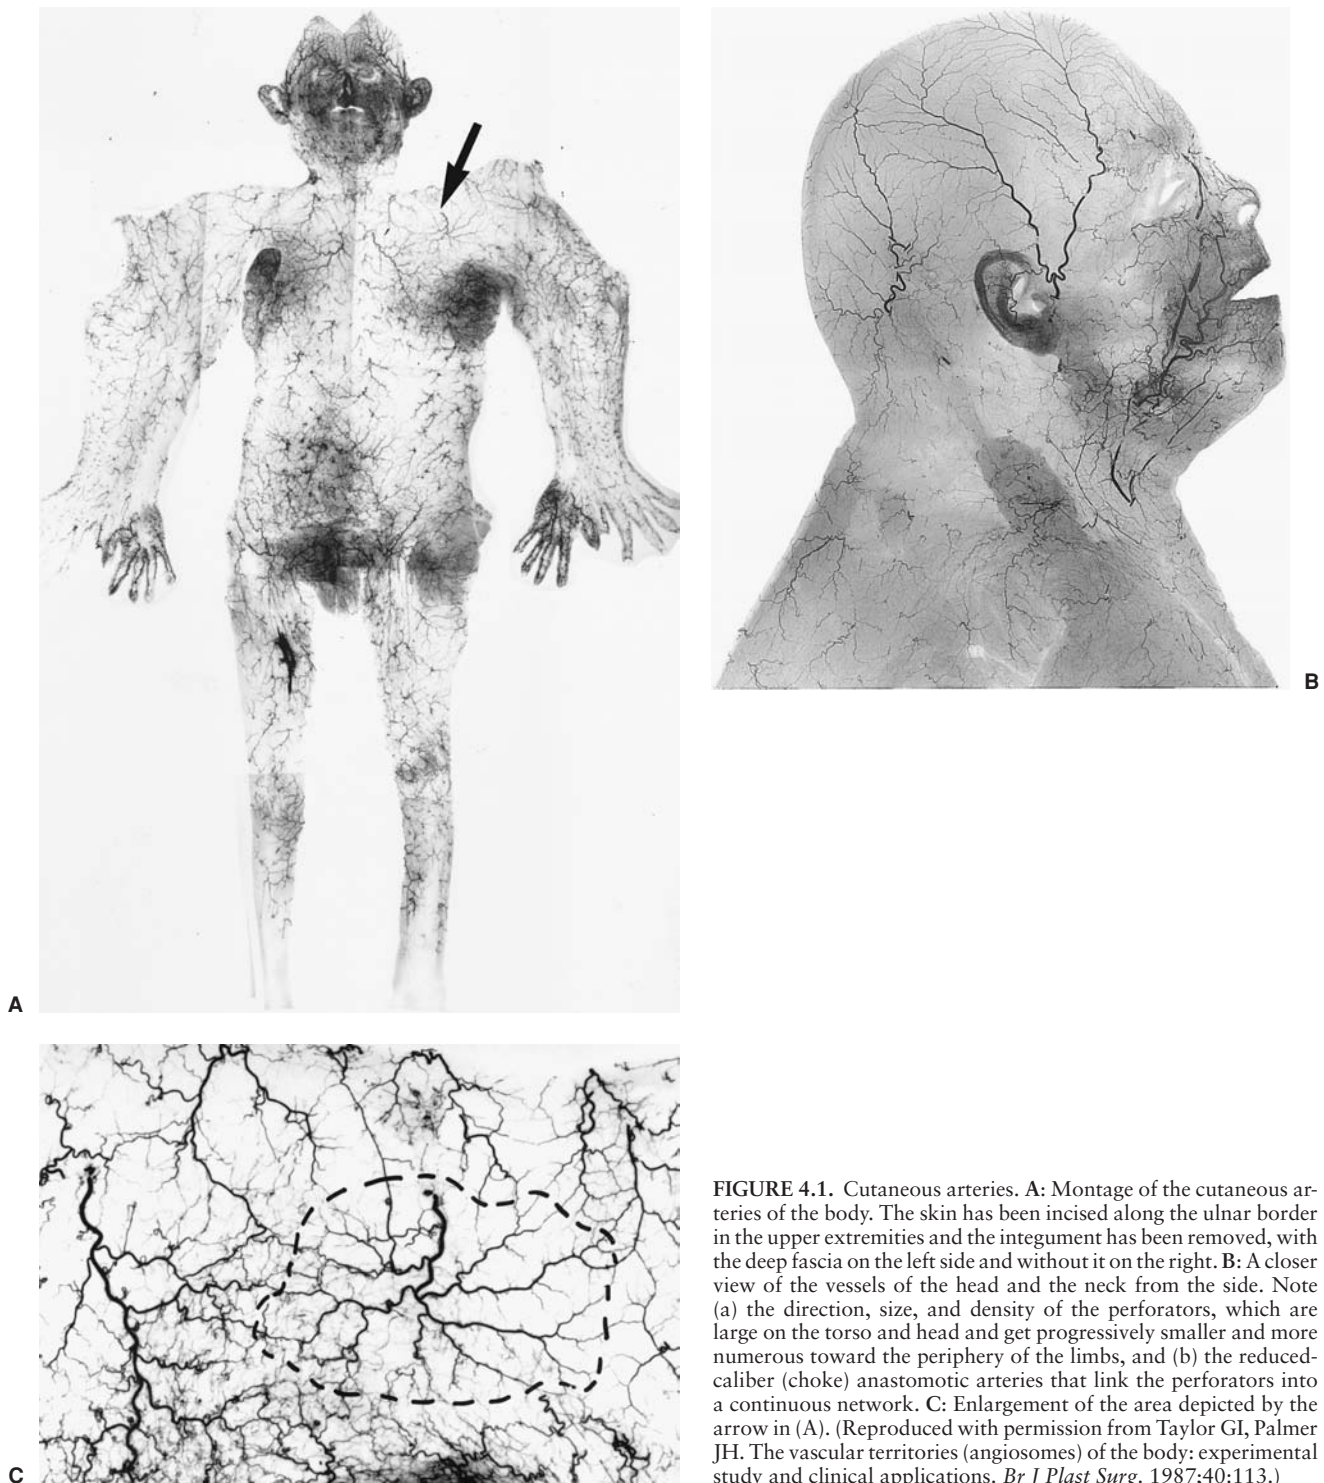 A
B
C
FIGURE 4.1. Cutaneous arteries. A: Montage of the cutaneous ar-
teries of the body. The skin has been incised along the ulnar border
in the upper extremities and the integument has been removed, with
the deep fascia on the left side and without it on the right. B: A closer
view of the vessels of the head and the neck from the side. Note
(a) the direction, size, and density of the perforators, which are
large on the torso and head and get progressively smaller and more
numerous toward the periphery of the limbs, and (b) the reduced-
caliber (choke) anastomotic arteries that link the perforators into
a continuous network. C: Enlargement of the area depicted by the
arrow in (A). (Reproduced with permission from Taylor GI, Palmer
JH. The vascular territories (angiosomes) of the body: experimental
study and clinical applications. Br J Plast Surg. 1987;40:113.)